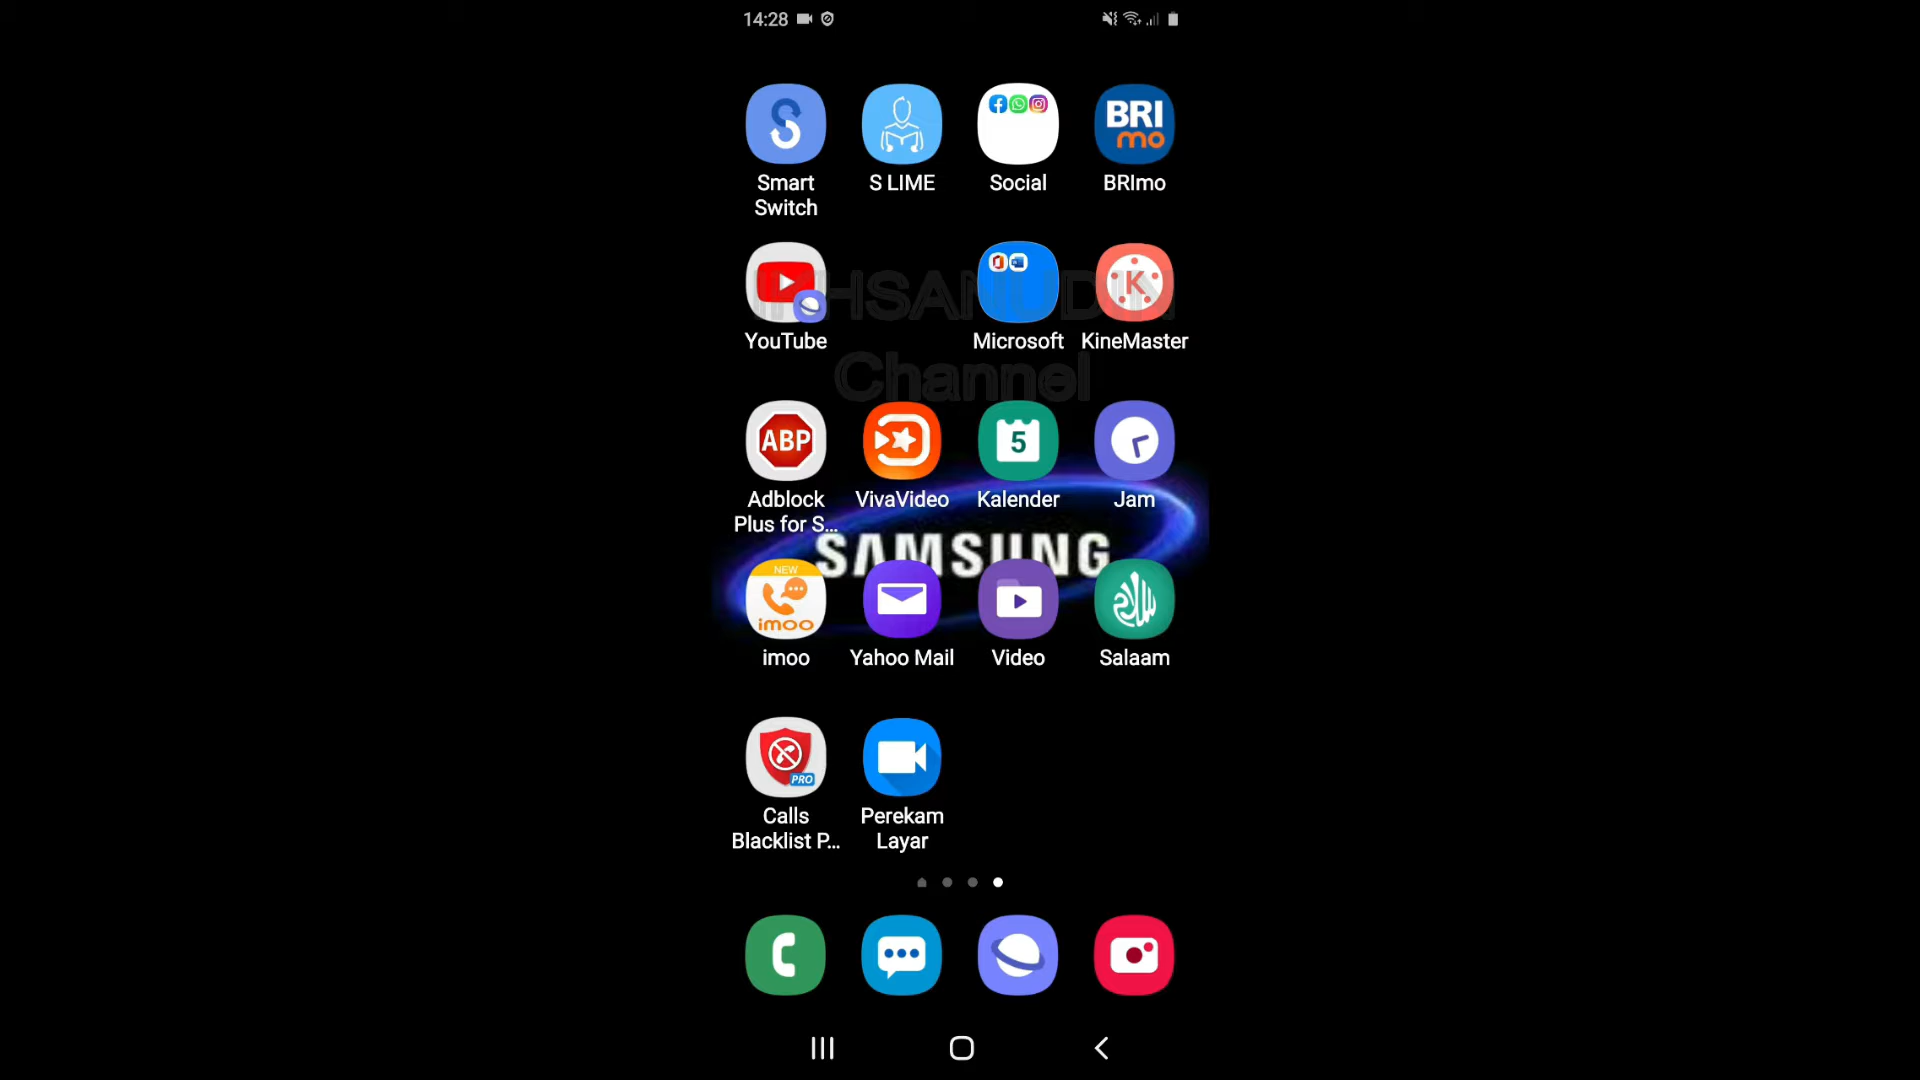 14:28
BRI
mo
Smart
Switch
S LIME
Social
BRImo
K
YouTube
Microsoft
KineMaster
IKHSANUDIN
Channel
ABP
5
Adblock
Plus for S...
VivaVideo
Kalender
Jam
SAMSUNG
NEW
imoo
imoo
Yahoo Mail
Video
Salaam
PRO
Calls
Blacklist P...
Perekam
Layar